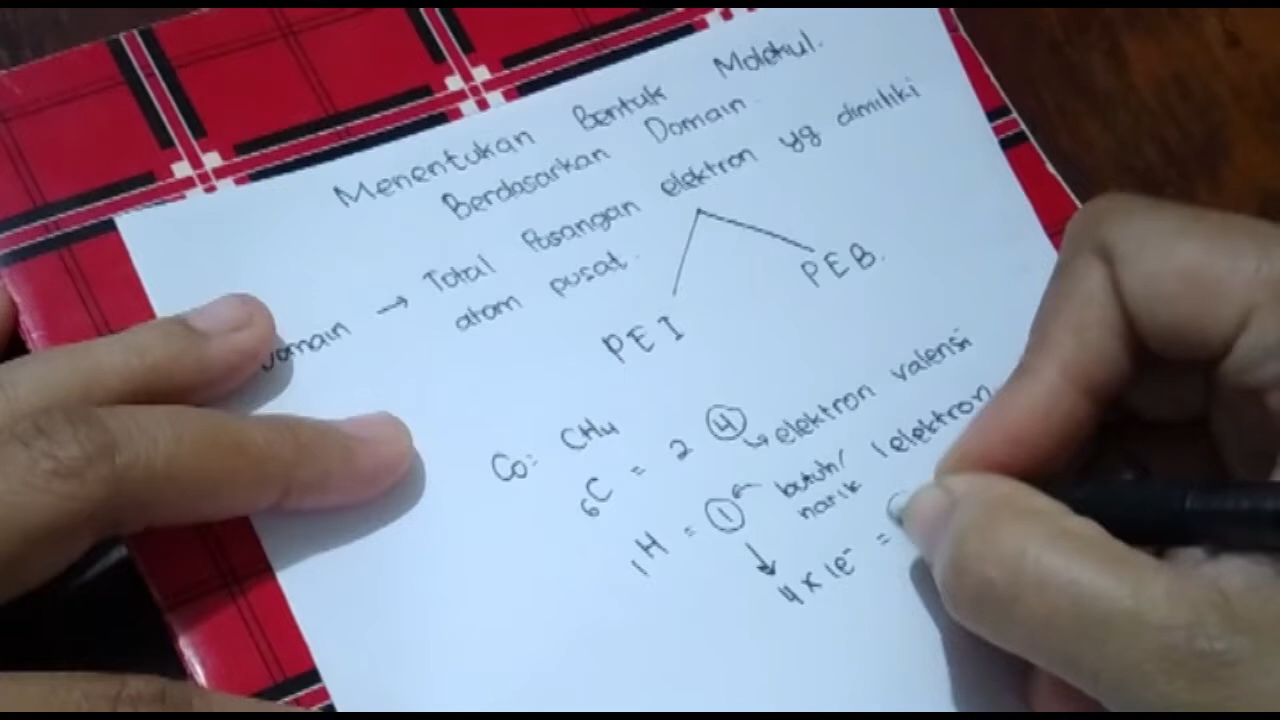 Menentukan Bentuk Molekul.
Berdasarkan Domain.
Domain → Total Pasangan elektron yg dimiliki
atom pusat.
PEI PEB.
Co: CH4
6C = 2 4 ↳ elektron valensi
1H = 1 ← butuh/ 1 elektron
narik
↓
4 x 1e- =